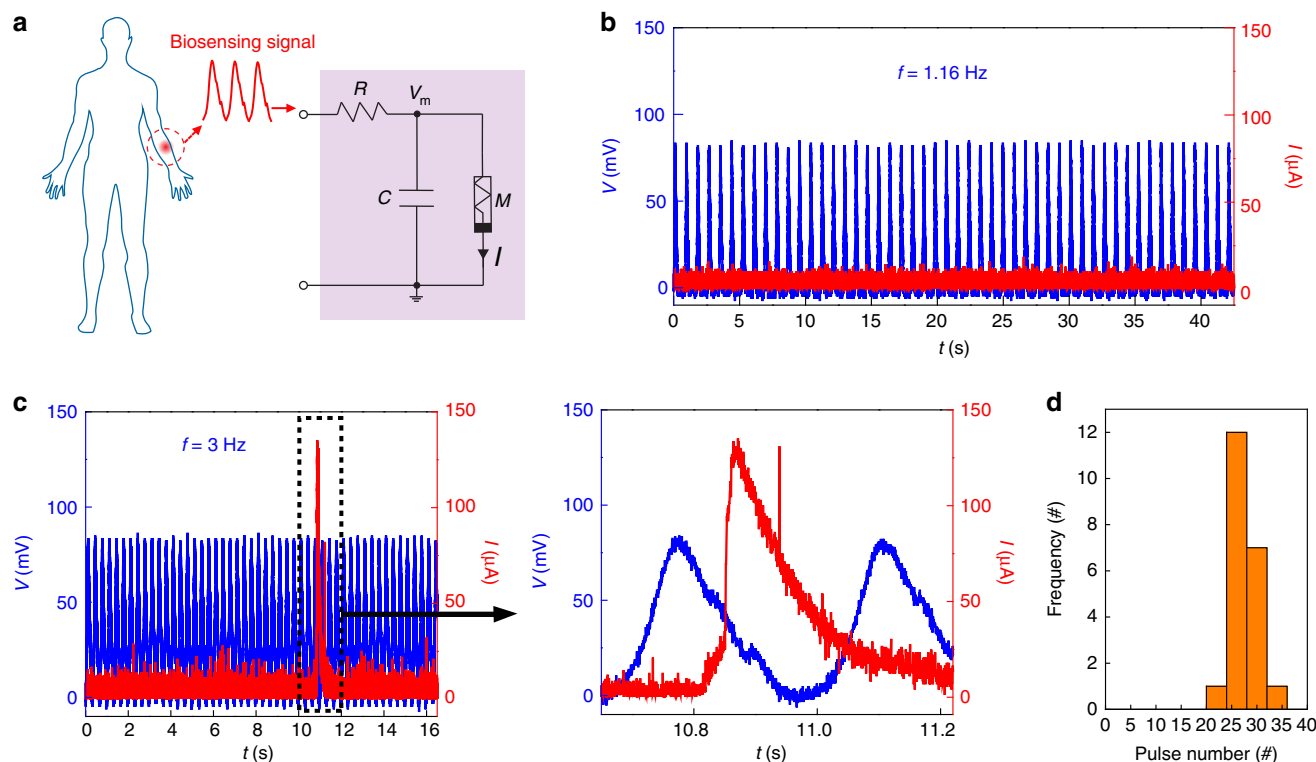 a
Biosensing signal
R
Vm
C
M
I
b
f = 1.16 Hz
150
100
50
0
V (mV)
150
100
50
0
I (μA)
0 5 10 15 20 25 30 35 40
t (s)
c
f = 3 Hz
150
100
50
0
V (mV)
150
100
50
0
I (μA)
0 2 4 6 8 10 12 14 16
t (s)
150
100
50
0
V (mV)
150
100
50
0
I (μA)
10.8 11.0 11.2
t (s)
d
12
10
8
6
4
2
0
Frequency (#)
0 5 10 15 20 25 30 35 40
Pulse number (#)